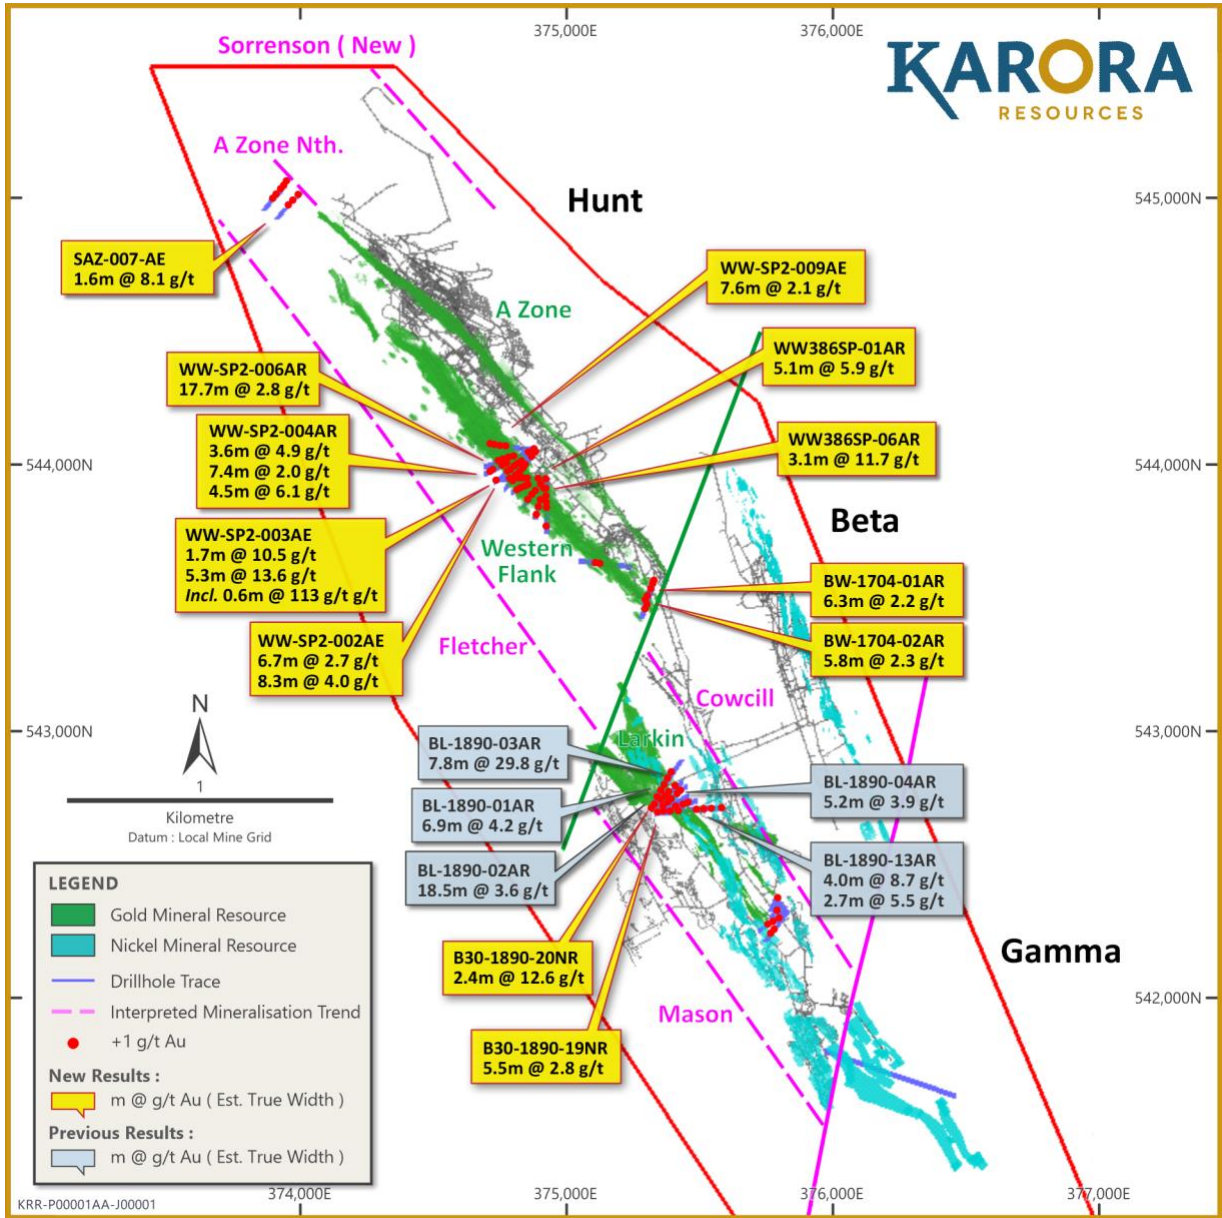 375,000E
376,000E
Sorrenson ( New )
KARORA
RESOURCES
A Zone Nth.
Hunt
545,000N
SAZ-007-AE
1.6m @ 8.1 g/t
WW-SP2-009AE
7.6m @ 2.1 g/t
A Zone
WW386SP-01AR
5.1m @ 5.9 g/t
WW-SP2-006AR
17.7m @ 2.8 g/t
WW-SP2-004AR
3.6m @ 4.9 g/t
7.4m @ 2.0 g/t
4.5m @ 6.1 g/t
WW386SP-06AR
3.1m @ 11.7 g/t
544,000N
544,000N
Beta
WW-SP2-003AE
1.7m @ 10.5 g/t
5.3m @ 13.6 g/t
Incl. 0.6m @ 113 g/t g/t
Western
Flank
BW-1704-01AR
6.3m @ 2.2 g/t
WW-SP2-002AE
6.7m @ 2.7 g/t
8.3m @ 4.0 g/t
Fletcher
BW-1704-02AR
5.8m @ 2.3 g/t
Cowcill
N
543,000N
543,000N
Larkin
BL-1890-03AR
7.8m @ 29.8 g/t
BL-1890-04AR
5.2m @ 3.9 g/t
1
Kilometre
Datum : Local Mine Grid
BL-1890-01AR
6.9m @ 4.2 g/t
BL-1890-02AR
18.5m @ 3.6 g/t
BL-1890-13AR
4.0m @ 8.7 g/t
2.7m @ 5.5 g/t
Gamma
B30-1890-20NR
2.4m @ 12.6 g/t
542,000N
Mason
B30-1890-19NR
5.5m @ 2.8 g/t
LEGEND
Gold Mineral Resource
Nickel Mineral Resource
Drillhole Trace
Interpreted Mineralisation Trend
+1 g/t Au
New Results :
m @ g/t Au ( Est. True Width )
Previous Results :
m @ g/t Au ( Est. True Width )
KRR-P00001AA-J00001
374,000E
375,000E
376,000E
377,000E